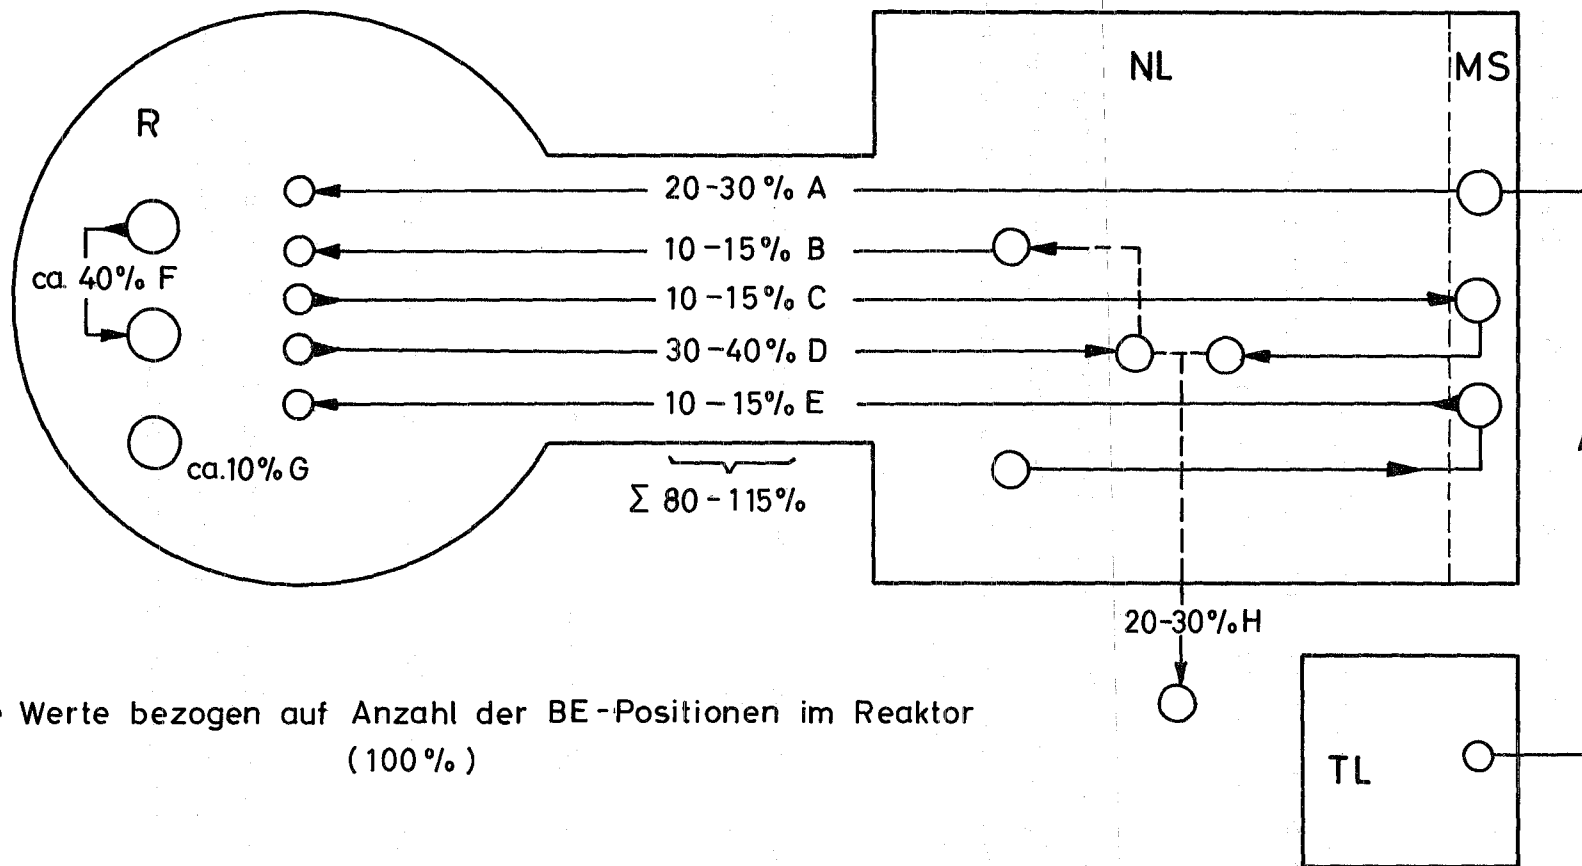 NL
MS
R
20-30% A
10-15% B
ca. 40% F
10-15% C
30-40% D
10-15% E
ca. 10% G
Σ 80-115%
20-30% H
Werte bezogen auf Anzahl der BE-Positionen im Reaktor
(100%)
TL